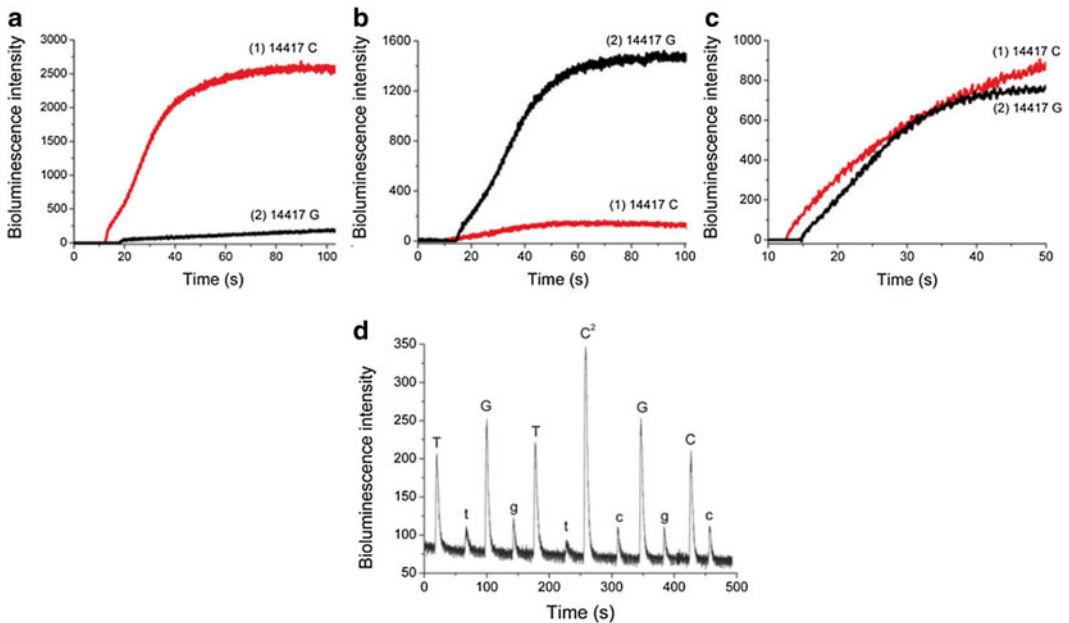 a
3000
2500
2000
1500
1000
500
0
Bioluminescence intensity
(1) 14417 C
(2) 14417 G
0 20 40 60 80 100
Time (s)
b
1600
1200
800
400
0
Bioluminescence intensity
(2) 14417 G
(1) 14417 C
0 20 40 60 80 100
Time (s)
c
1000
800
600
400
200
0
Bioluminescence intensity
(1) 14417 C
(2) 14417 G
10 20 30 40 50
Time (s)
d
350
300
250
200
150
100
50
Bioluminescence intensity
T t G g T t C² c G g C c
0 100 200 300 400 500
Time (s)